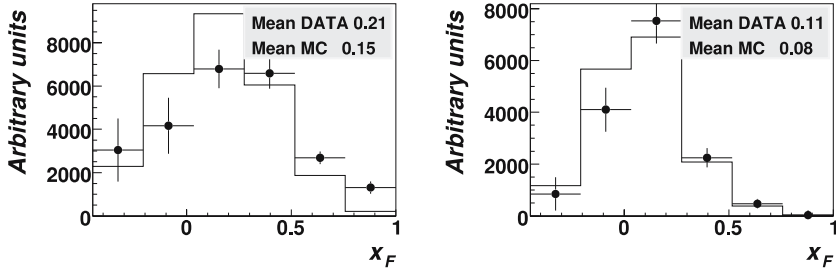 Arbitrary units
8000
6000
4000
2000
0
Mean DATA 0.21
Mean MC 0.15
0
0.5
1
x_F
Arbitrary units
8000
6000
4000
2000
0
Mean DATA 0.11
Mean MC 0.08
0
0.5
1
x_F